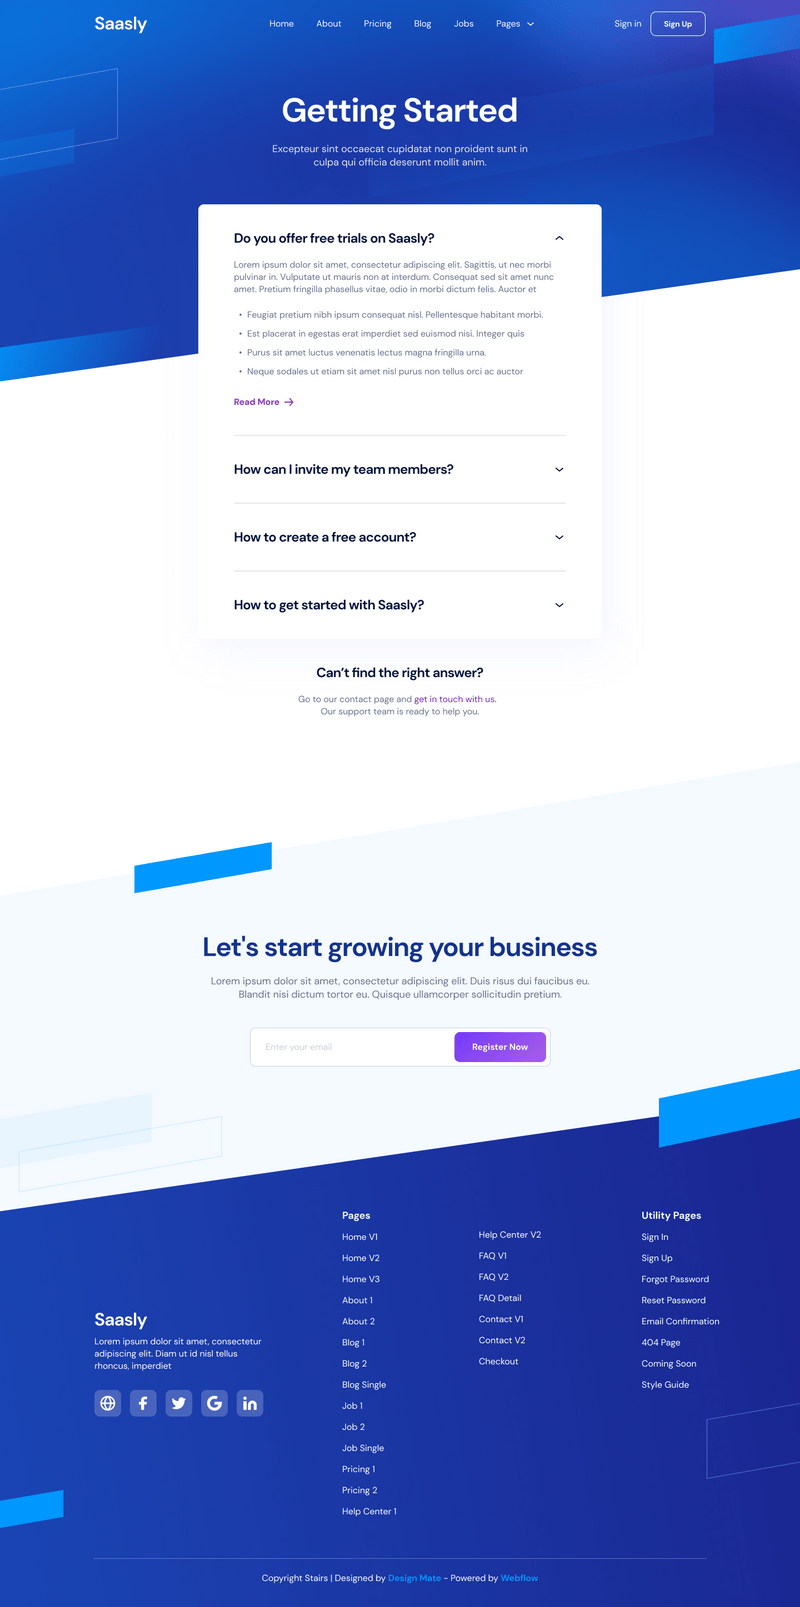 Saasly
Home About Pricing Blog Jobs Pages
Sign in Sign Up
Getting Started
Excepteur sint occaecat cupidatat non proident sunt in
culpa qui officia deserunt mollit anim.
Do you offer free trials on Saasly?
Lorem ipsum dolor sit amet, consectetur adipiscing elit. Sagittis, ut nec morbi
pulvinar in. Vulputate ut mauris non at interdum. Consequat sed sit amet nunc
amet. Pretium fringilla phasellus vitae, odio in morbi dictum felis. Auctor et
• Feugiat pretium nibh ipsum consequat nisl. Pellentesque habitant morbi.
• Est placerat in egestas erat imperdiet sed euismod nisi. Integer quis
• Purus sit amet luctus venenatis lectus magna fringilla urna.
• Neque sodales ut etiam sit amet nisl purus non tellus orci ac auctor
Read More
How can I invite my team members?
How to create a free account?
How to get started with Saasly?
Can't find the right answer?
Go to our contact page and get in touch with us.
Our support team is ready to help you.
Let's start growing your business
Lorem ipsum dolor sit amet, consectetur adipiscing elit. Duis risus dui faucibus eu.
Blandit nisi dictum tortor eu. Quisque ullamcorper sollicitudin pretium.
Enter your email
Register Now
Saasly
Lorem ipsum dolor sit amet, consectetur
adipiscing elit. Diam ut id nisl tellus
rhoncus, imperdiet
Pages
Home V1
Home V2
Home V3
About 1
About 2
Blog 1
Blog 2
Blog Single
Job 1
Job 2
Job Single
Pricing 1
Pricing 2
Help Center 1
Help Center V2
FAQ V1
FAQ V2
FAQ Detail
Contact V1
Contact V2
Checkout
Utility Pages
Sign In
Sign Up
Forgot Password
Reset Password
Email Confirmation
404 Page
Coming Soon
Style Guide
Copyright Stairs | Designed by Design Mate - Powered by Webflow